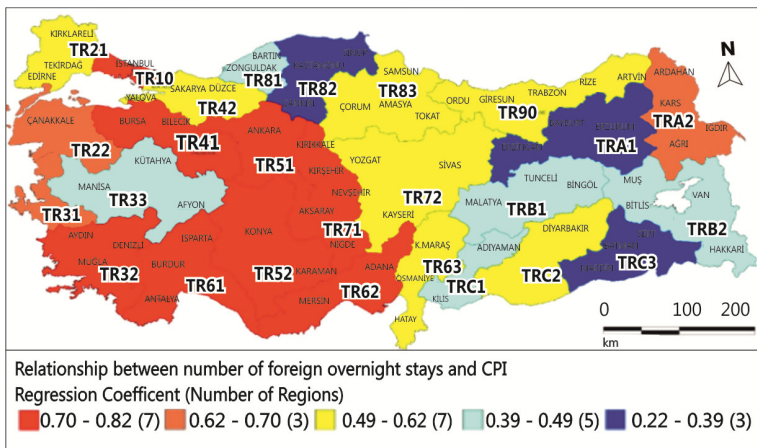 KIRKLARELİ
TR21
TEKİRDAĞ
EDİRNE
İSTANBUL
TR10
YALOVA
SAKARYA DÜZCE
TR42
BARTIN
ZONGULDAK
TR81
TR82
SAMSUN
TR83
ÇORUM
AMASYA
TOKAT
ORDU
GİRESUN
TR90
TRABZON
RİZE
ARTVİN
ARDAHAN
KARS
TRA2
IĞDIR
AĞRI
TRA1
N
ÇANAKKALE
TR22
BURSA
BİLECİK
TR41
ANKARA
TR51
KIRIKKALE
KIRŞEHİR
YOZGAT
SİVAS
TR72
KAYSERİ
NEVŞEHİR
AKSARAY
TR71
NİĞDE
KÜTAHYA
MANİSA
TR33
AFYON
TR31
AYDIN
DENİZLİ
MUĞLA
TR32
ISPARTA
BURDUR
TR61
ANTALYA
KONYA
TR52
KARAMAN
MERSİN
ADANA
TR62
K.MARAŞ
TR63
OSMANİYE
HATAY
TUNCELİ
BİNGÖL
MALATYA
TRB1
MUŞ
BİTLİS
VAN
TRB2
HAKKARİ
ADIYAMAN
TRC1
KİLİS
DİYARBAKIR
TRC2
TRC3
0 100 200
km
Relationship between number of foreign overnight stays and CPI
Regression Coefficent (Number of Regions)
0.70 - 0.82 (7) 0.62 - 0.70 (3) 0.49 - 0.62 (7) 0.39 - 0.49 (5) 0.22 - 0.39 (3)